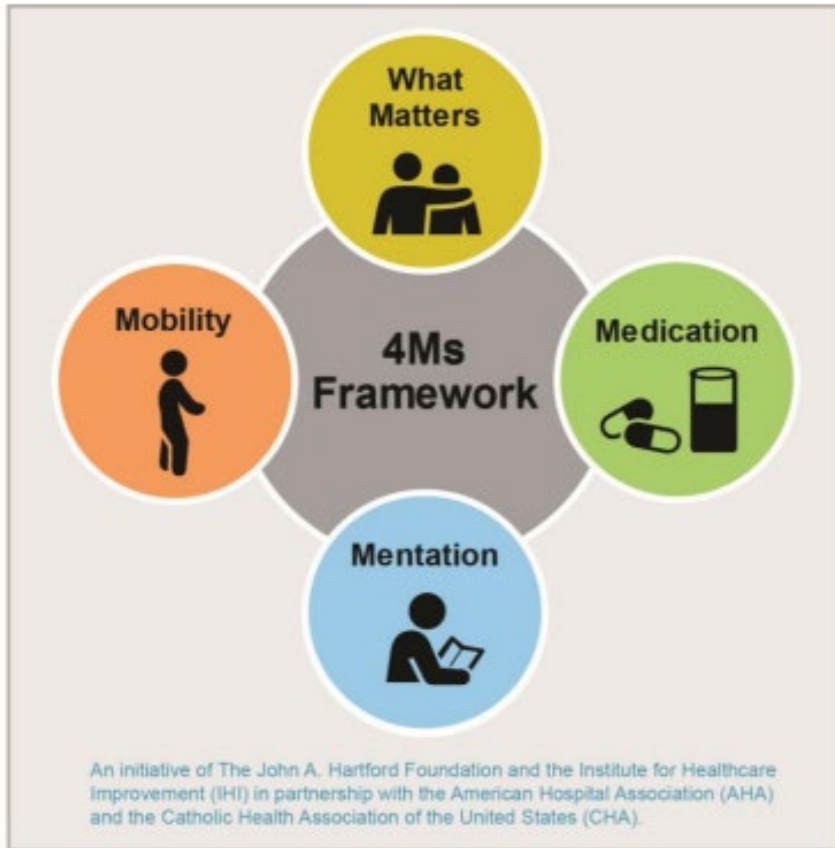 What
Matters
Mobility
4Ms
Framework
Medication
Mentation
An initiative of The John A. Hartford Foundation and the Institute for Healthcare
Improvement (IHI) in partnership with the American Hospital Association (AHA)
and the Catholic Health Association of the United States (CHA).